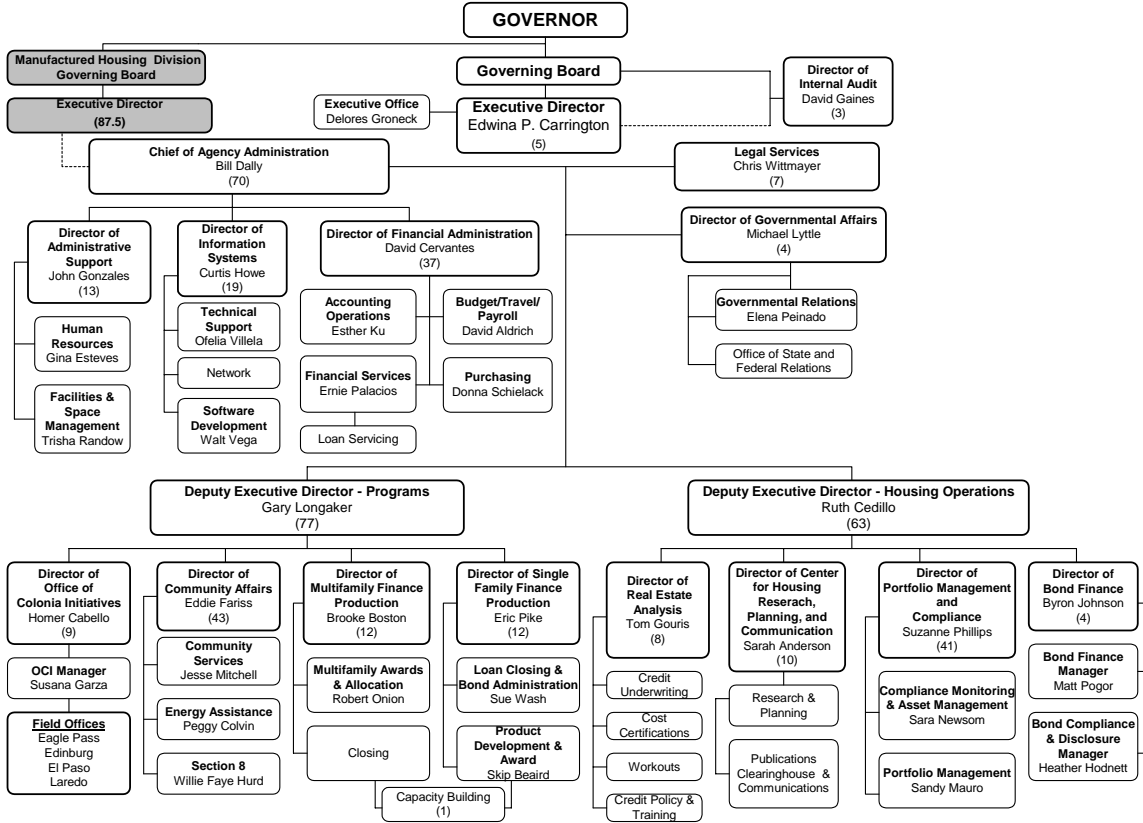 GOVERNOR
Manufactured Housing Division
Governing Board
Executive Director
(87.5)
Governing Board
Executive Office
Delores Groneck
Executive Director
Edwina P. Carrington
(5)
Director of
Internal Audit
David Gaines
(3)
Chief of Agency Administration
Bill Dally
(70)
Legal Services
Chris Wittmayer
(7)
Director of
Administrative
Support
John Gonzales
(13)
Human
Resources
Gina Esteves
Facilities &
Space
Management
Trisha Randow
Director of
Information
Systems
Curtis Howe
(19)
Technical
Support
Ofelia Villela
Network
Software
Development
Walt Vega
Director of Financial Administration
David Cervantes
(37)
Accounting
Operations
Esther Ku
Budget/Travel/
Payroll
David Aldrich
Financial Services
Ernie Palacios
Purchasing
Donna Schielack
Loan Servicing
Director of Governmental Affairs
Michael Lyttle
(4)
Governmental Relations
Elena Peinado
Office of State and
Federal Relations
Deputy Executive Director - Programs
Gary Longaker
(77)
Deputy Executive Director - Housing Operations
Ruth Cedillo
(63)
Director of
Office of
Colonia Initiatives
Homer Cabello
(9)
OCI Manager
Susana Garza
Field Offices
Eagle Pass
Edinburg
El Paso
Laredo
Director of
Community Affairs
Eddie Fariss
(43)
Community
Services
Jesse Mitchell
Energy Assistance
Peggy Colvin
Section 8
Willie Faye Hurd
Director of
Multifamily Finance
Production
Brooke Boston
(12)
Multifamily Awards
& Allocation
Robert Onion
Closing
Director of Single
Family Finance
Production
Eric Pike
(12)
Loan Closing &
Bond Administration
Sue Wash
Product
Development &
Award
Skip Beaird
Capacity Building
(1)
Director of
Real Estate
Analysis
Tom Gouris
(8)
Credit
Underwriting
Cost
Certifications
Workouts
Credit Policy &
Training
Director of Center
for Housing
Reserach,
Planning, and
Communication
Sarah Anderson
(10)
Research &
Planning
Publications
Clearinghouse &
Communications
Director of
Portfolio Management
and
Compliance
Suzanne Phillips
(41)
Compliance Monitoring
& Asset Management
Sara Newsom
Portfolio Management
Sandy Mauro
Director of
Bond Finance
Byron Johnson
(4)
Bond Finance
Manager
Matt Pogor
Bond Compliance
& Disclosure
Manager
Heather Hodnett